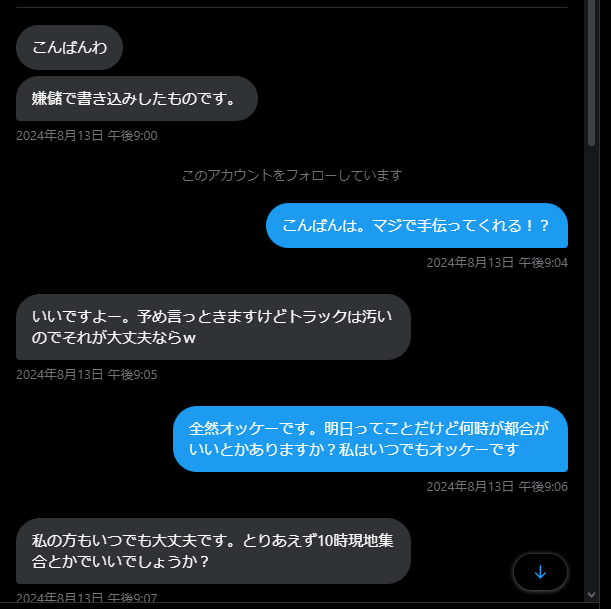 こんばんわ
嫌儲で書き込みしたものです。
2024年8月13日 午後9:00
このアカウントをフォローしています
こんばんは。マジで手伝ってくれる！？
2024年8月13日 午後9:04
いいですよー。予め言っときますけどトラックは汚い
のでそれが大丈夫ならｗ
2024年8月13日 午後9:05
全然オッケーです。明日ってことだけど何時が都合が
いいとかありますか？私はいつでもオッケーです
2024年8月13日 午後9:06
私の方もいつでも大丈夫です。とりあえず10時現地集
合とかでいいでしょうか？
2024年8月13日 午後9:07